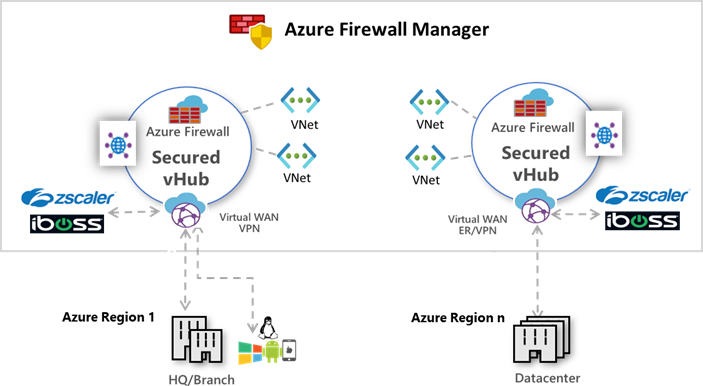 Azure Firewall Manager
Azure Firewall
Secured
vHub
VNet
VNet
zscaler
iboss
Virtual WAN
VPN
VNet
VNet
Azure Firewall
Secured
vHub
Virtual WAN
ER/VPN
zscaler
iboss
Azure Region 1
HQ/Branch
Azure Region n
Datacenter